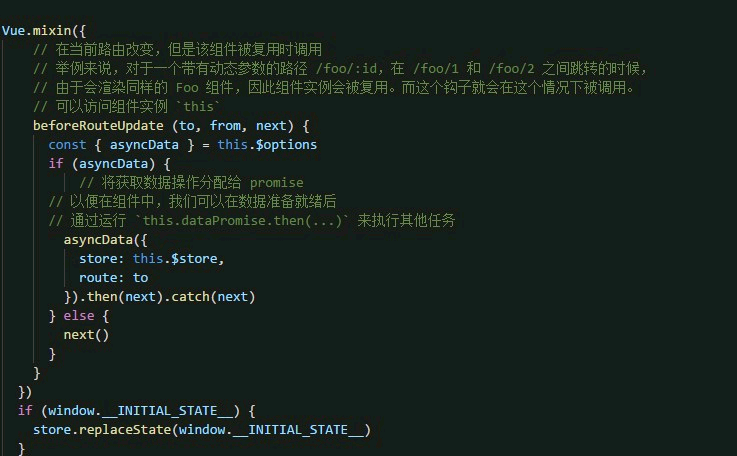 Vue.mixin({
// 在当前路由改变，但是该组件被复用时调用
// 举例来说，对于一个带有动态参数的路径 /foo/:id，在 /foo/1 和 /foo/2 之间跳转的时候，
// 由于会渲染同样的 Foo 组件，因此组件实例会被复用。而这个钩子就会在这个情况下被调用。
// 可以访问组件实例 `this`
beforeRouteUpdate (to, from, next) {
const { asyncData } = this.$options
if (asyncData) {
// 将获取数据操作分配给 promise
// 以便在组件中，我们可以在数据准备就绪后
// 通过运行 `this.dataPromise.then(...)` 来执行其他任务
asyncData({
store: this.$store,
route: to
}).then(next).catch(next)
} else {
next()
}
}
})
if (window.__INITIAL_STATE__) {
store.replaceState(window.__INITIAL_STATE__)
}